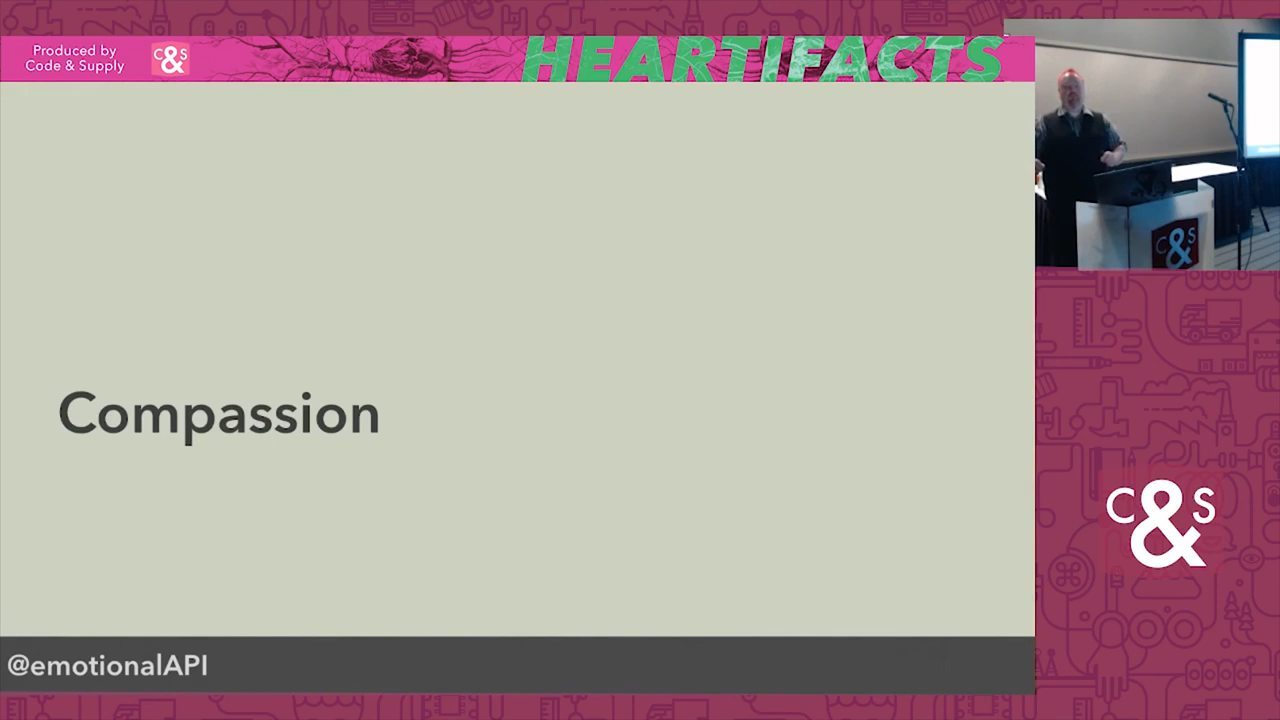 Produced by
Code & Supply
C&S
HEARTIFACTS
Compassion
@emotionalAPI
C&S
C&S